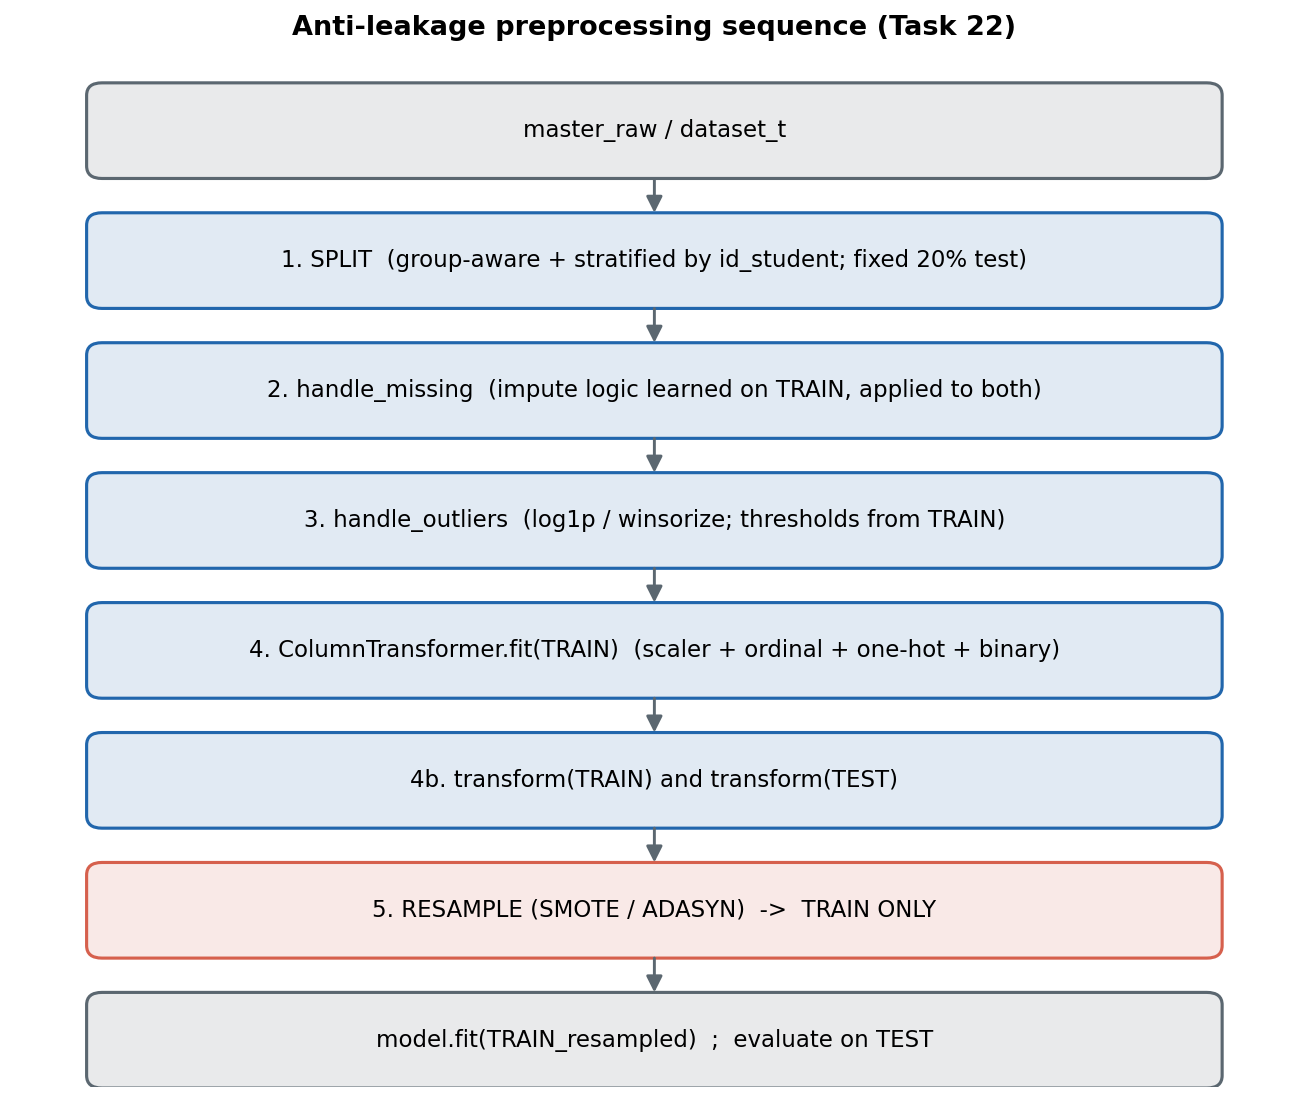 Anti-leakage preprocessing sequence (Task 22)
master_raw / dataset_t
1. SPLIT  (group-aware + stratified by id_student; fixed 20% test)
2. handle_missing  (impute logic learned on TRAIN, applied to both)
3. handle_outliers  (log1p / winsorize; thresholds from TRAIN)
4. ColumnTransformer.fit(TRAIN)  (scaler + ordinal + one-hot + binary)
4b. transform(TRAIN) and transform(TEST)
5. RESAMPLE (SMOTE / ADASYN)  ->  TRAIN ONLY
model.fit(TRAIN_resampled)  ;  evaluate on TEST